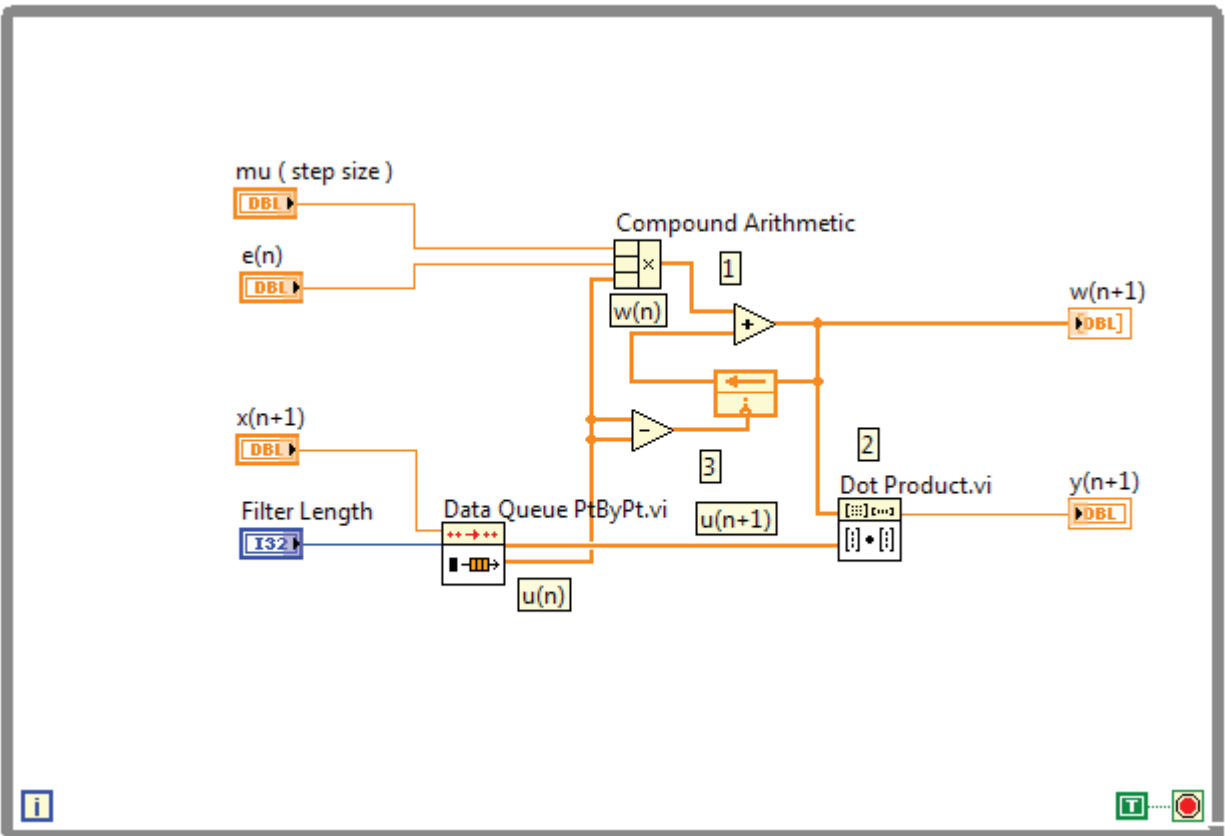 mu ( step size )
DBL
Compound Arithmetic
e(n)
DBL
×
1
w(n)
+
w(n+1)
DBL]
i
x(n+1)
DBL
-
3
2
Dot Product.vi
y(n+1)
DBL
Filter Length
I32
Data Queue PtByPt.vi
u(n+1)
u(n)
i
T